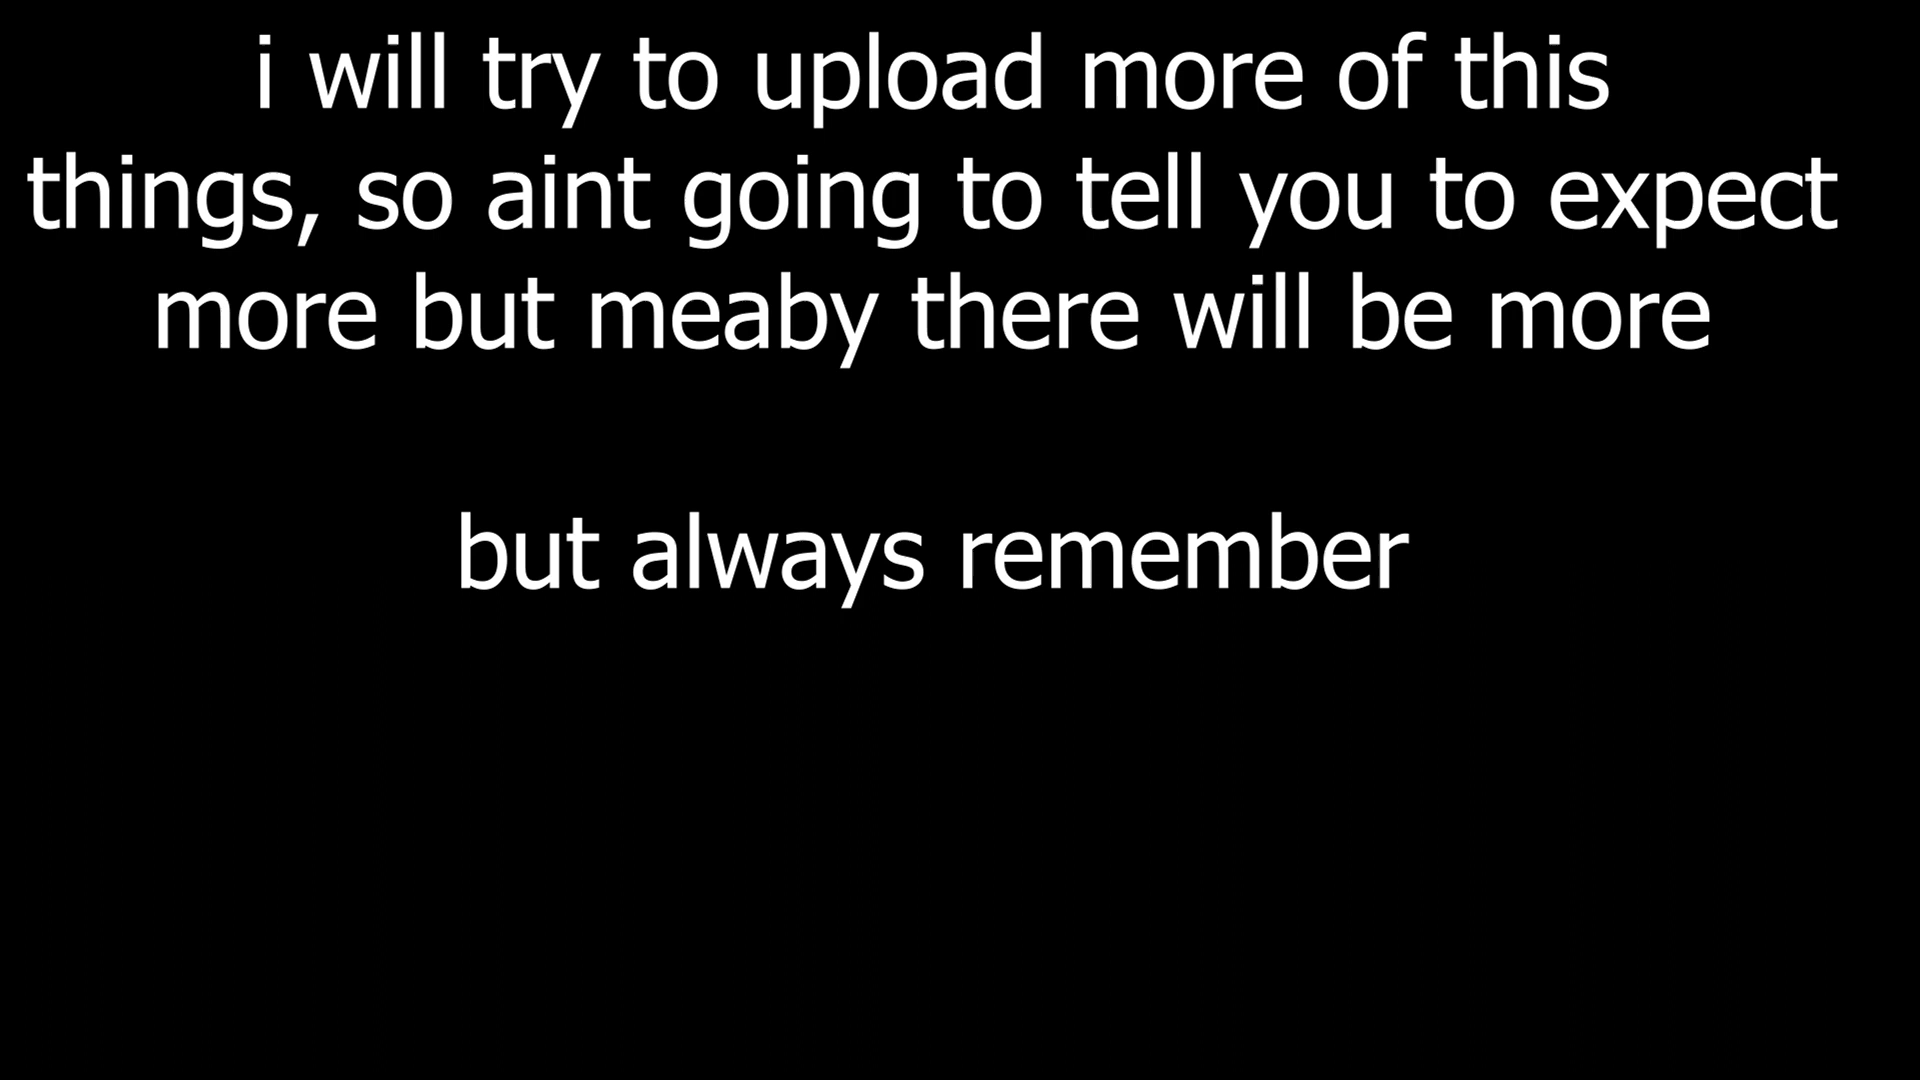 i will try to upload more of this
things, so aint going to tell you to expect
more but meaby there will be more
but always remember